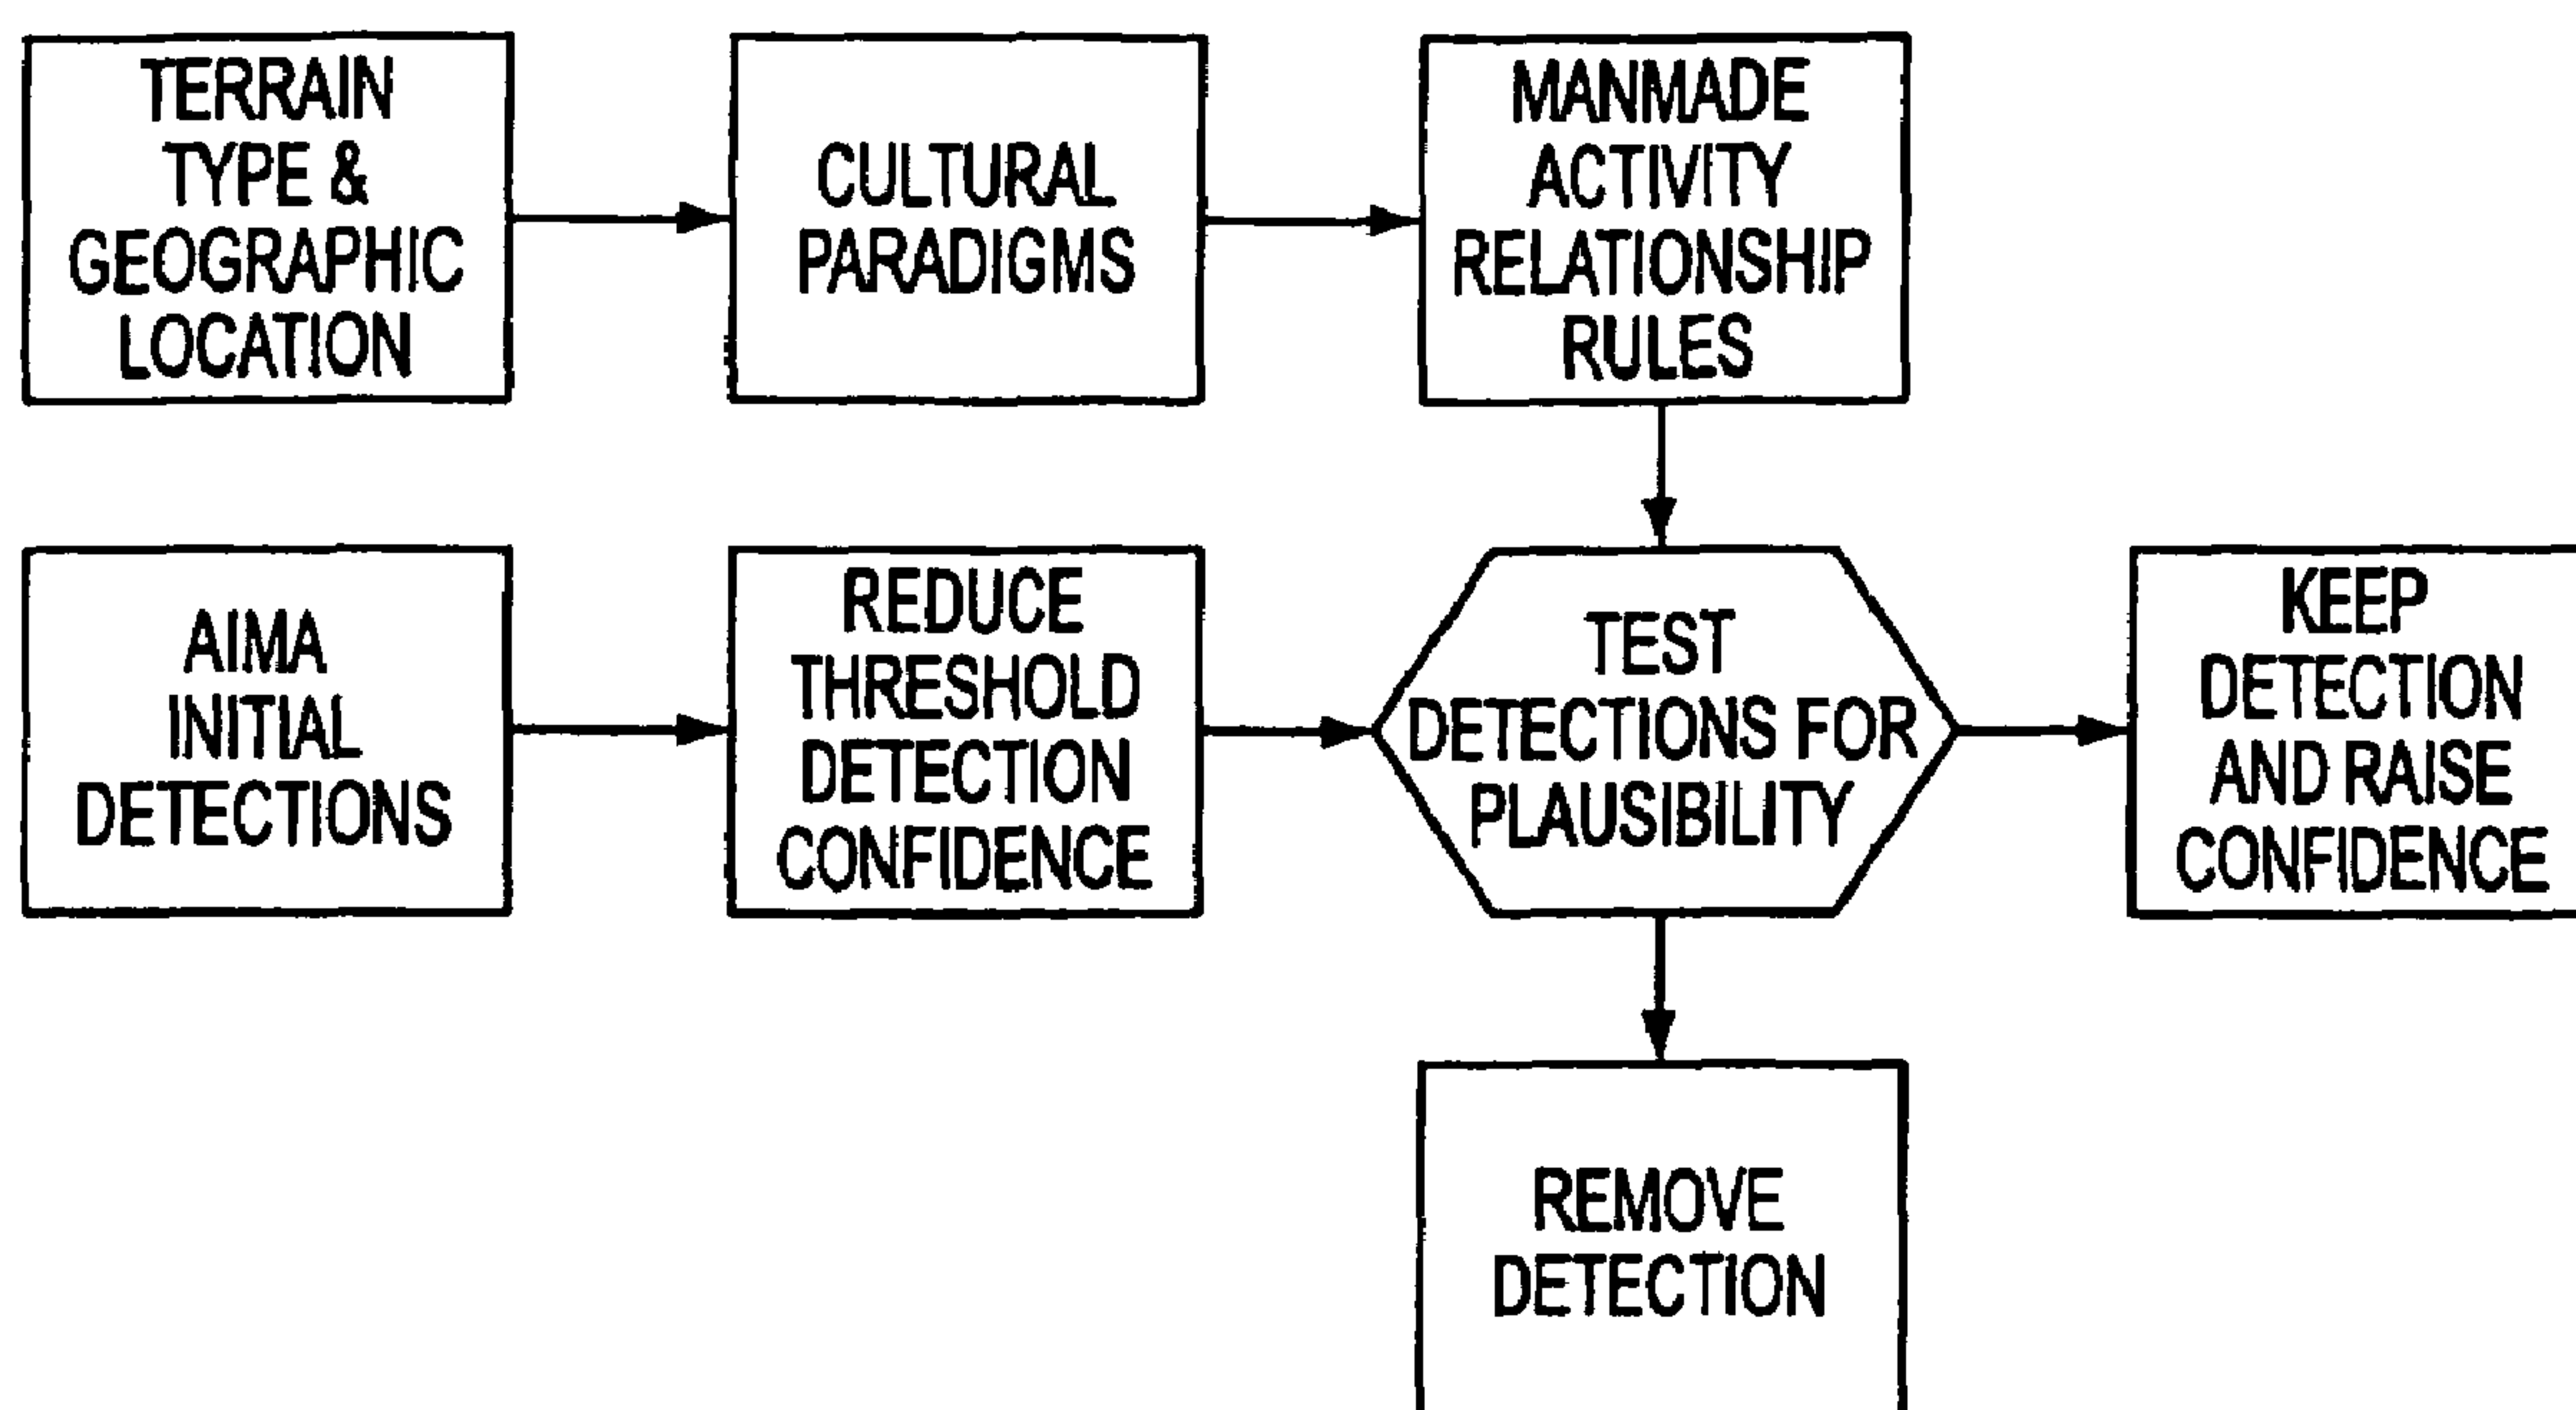 TERRAIN
TYPE &
GEOGRAPHIC
LOCATION
CULTURAL
PARADIGMS
MANMADE
ACTIVITY
RELATIONSHIP
RULES
AIMA
INITIAL
DETECTIONS
REDUCE
THRESHOLD
DETECTION
CONFIDENCE
TEST
DETECTIONS FOR
PLAUSIBILITY
KEEP
DETECTION
AND RAISE
CONFIDENCE
REMOVE
DETECTION